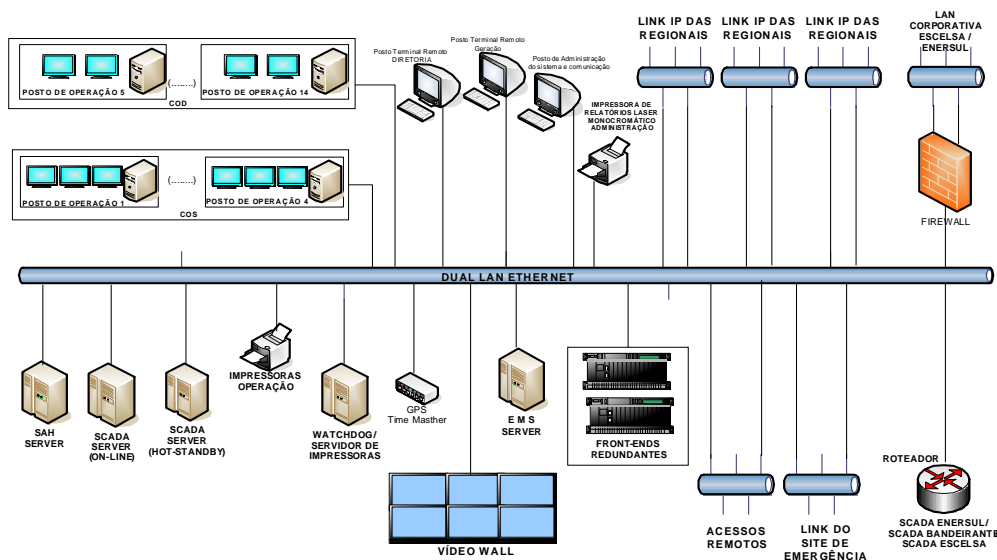 LINK IP DAS
REGIONAIS
LINK IP DAS
REGIONAIS
LINK IP DAS
REGIONAIS
LAN
CORPORATIVA
ESCELSA /
ENERSUL
POSTO DE OPERAÇÃO 5
(.......)
POSTO DE OPERAÇÃO 14
COD
Posto Terminal Remoto
DIRETORIA
Posto Terminal Remoto
Geração
Posto de Administração
do sistema e comunicação
IMPRESSORA DE
RELATÓRIOS LASER
MONOCROMÁTICO
ADMINISTRAÇÃO
POSTO DE OPERAÇÃO 1
(........)
POSTO DE OPERAÇÃO 4
COS
FIREWALL
DUAL LAN ETHERNET
SAH
SERVER
SCADA
SERVER
(ON-LINE)
SCADA
SERVER
(HOT-STANDBY)
IMPRESSORAS
OPERAÇÃO
WATCHDOG/
SERVIDOR DE
IMPRESSORAS
GPS
Time Masther
EMS
SERVER
FRONT-ENDS
REDUNDANTES
VÍDEO WALL
ACESSOS
REMOTOS
LINK DO
SITE DE
EMERGÊNCIA
ROTEADOR
SCADA ENERSUL/
SCADA BANDEIRANTE
SCADA ESCELSA